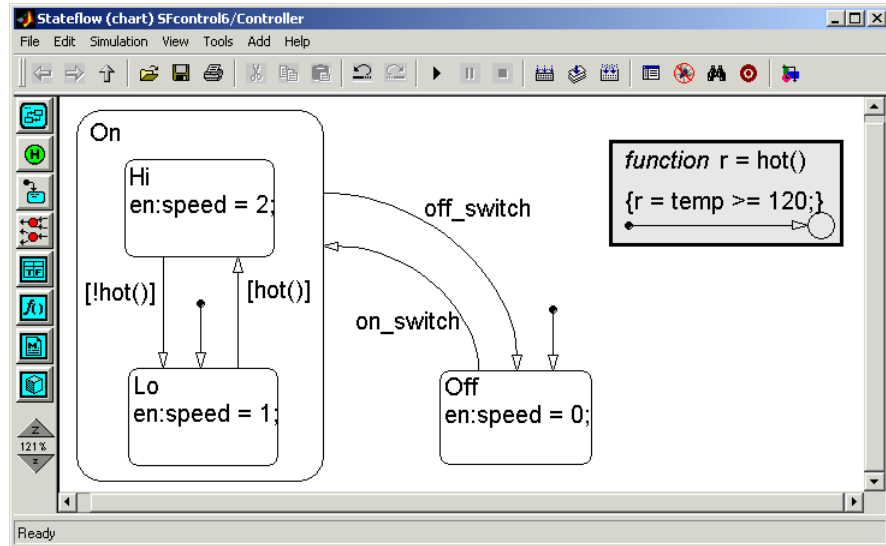 Stateflow (chart) SFcontrol6/Controller
File Edit Simulation View Tools Add Help
On
Hi
en:speed = 2;
[!hot()]
[hot()]
Lo
en:speed = 1;
off_switch
on_switch
Off
en:speed = 0;
function r = hot()
{r = temp >= 120;}
H
TF
f()
M
Z
121%
z
Ready